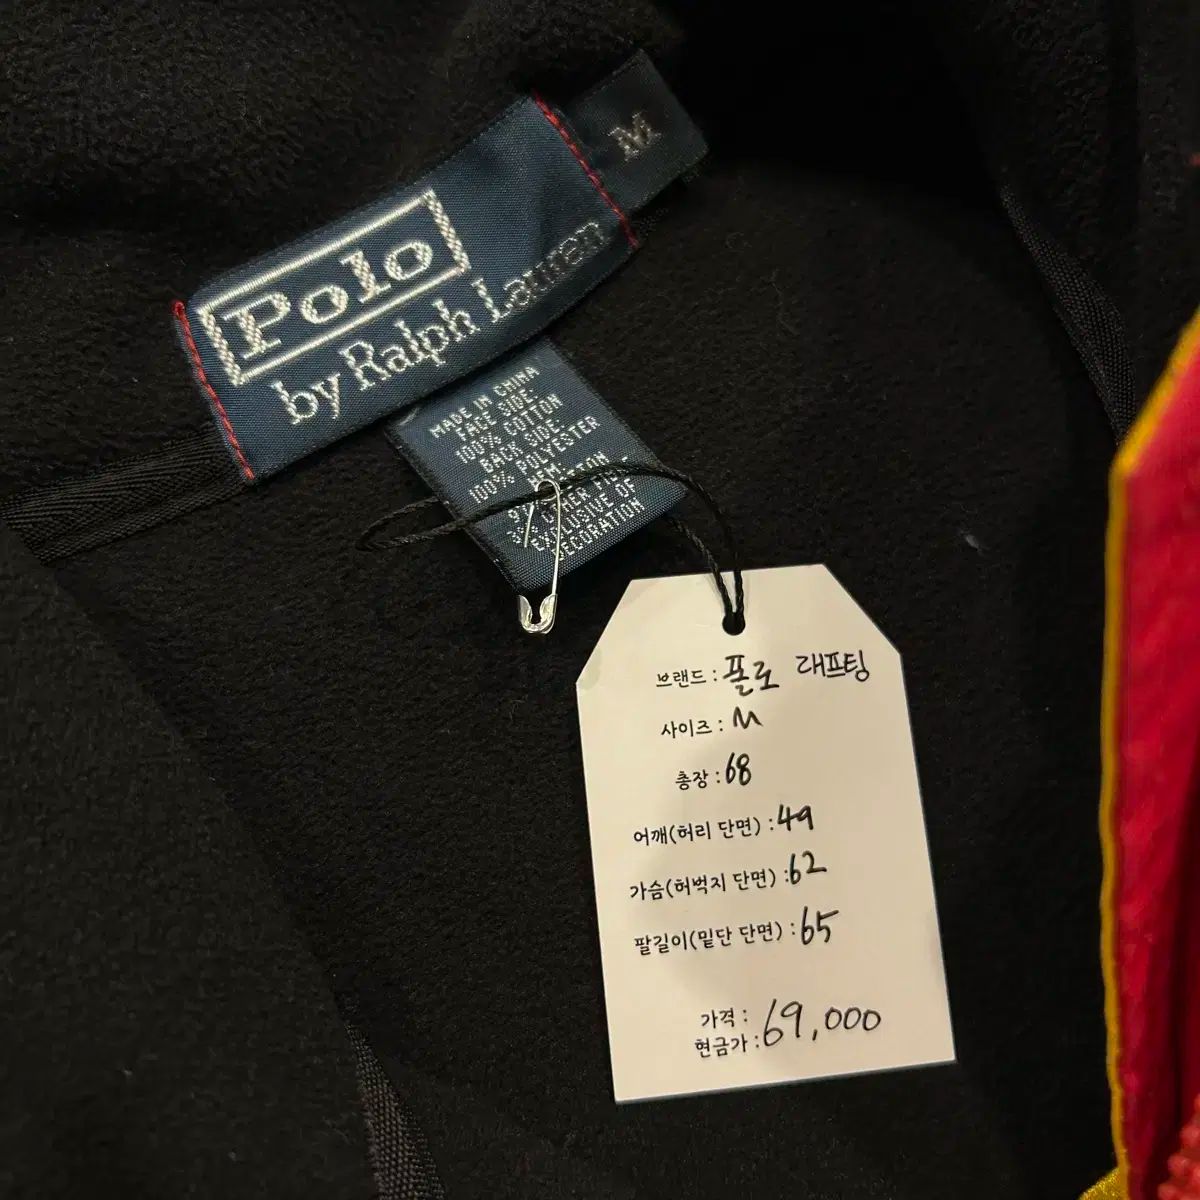 M
Polo
by Ralph Lauren
MADE IN CHINA
FACE SIDE:
100% COTTON
BACK SIDE:
100% POLYESTER
EXCLUSIVE OF
DECORATION
브랜드 : 폴로 래프팅
사이즈 : M
총장 : 68
어깨(허리 단면) : 49
가슴(허벅지 단면) : 62
팔길이(밑단 단면) : 65
가격 :
현금가 : 69,000